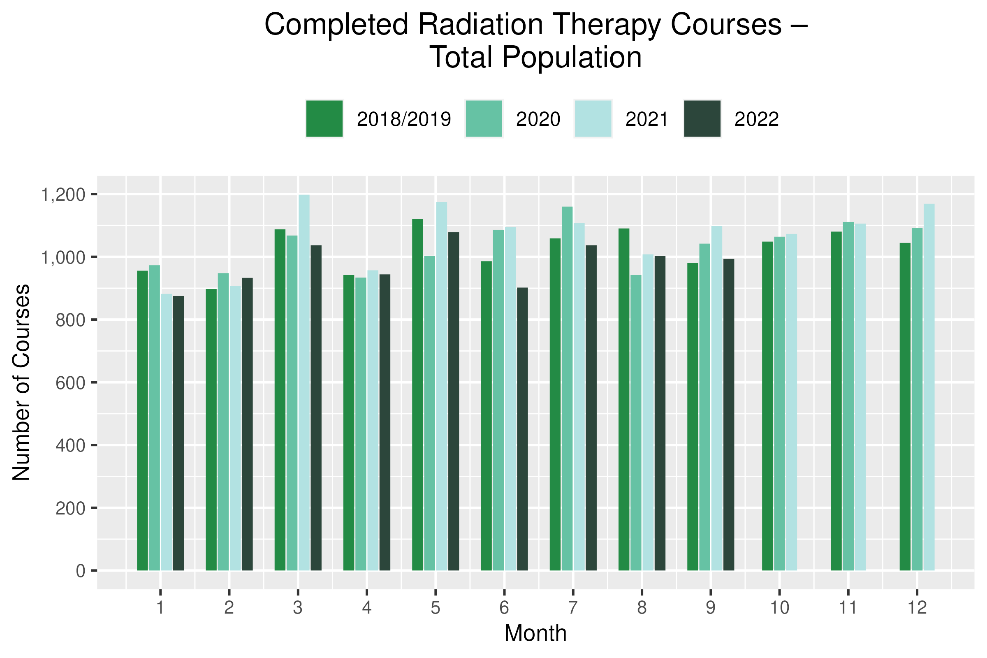 Completed Radiation Therapy Courses –
Total Population
2018/2019 2020 2021 2022
Number of Courses
1,200
1,000
800
600
400
200
0
1 2 3 4 5 6 7 8 9 10 11 12
Month